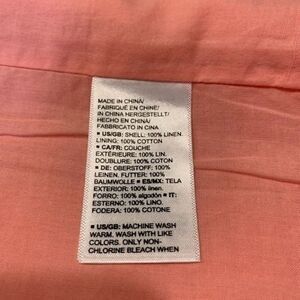 MADE IN CHINA/
FABRIQUÉ EN CHINE/
IN CHINA HERGESTELLT/
HECHO EN CHINA/
FABBRICATO IN CINA
▪ US/GB: SHELL: 100% LINEN.
LINING: 100% COTTON
▪ CA/FR: COUCHE
EXTÉRIEURE: 100% LIN.
DOUBLURE: 100% COTON
▪ DE: OBERSTOFF: 100%
LEINEN. FUTTER: 100%
BAUMWOLLE ▪ ES/MX: TELA
EXTERIOR: 100% linen.
FORRO: 100% algodón ▪ IT:
ESTERNO: 100% LINO.
FODERA: 100% COTONE
▪ US/GB: MACHINE WASH
WARM. WASH WITH LIKE
COLORS. ONLY NON-
CHLORINE BLEACH WHEN